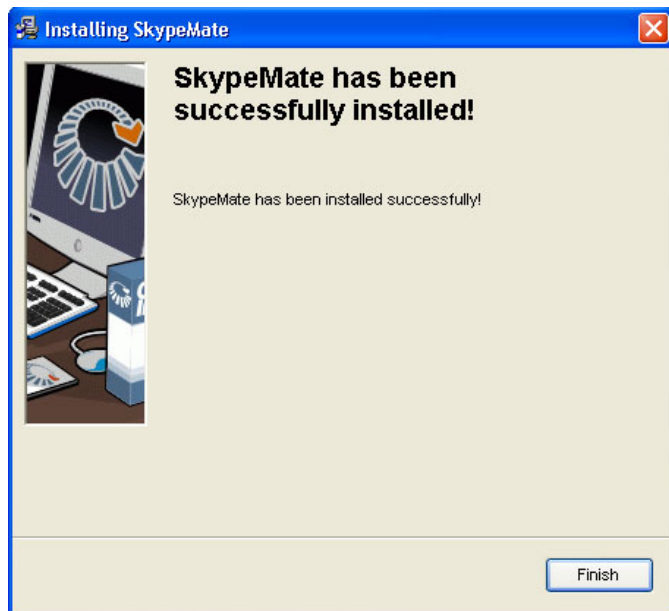 Installing SkypeMate
SkypeMate has been
successfully installed!
SkypeMate has been installed successfully!
Finish